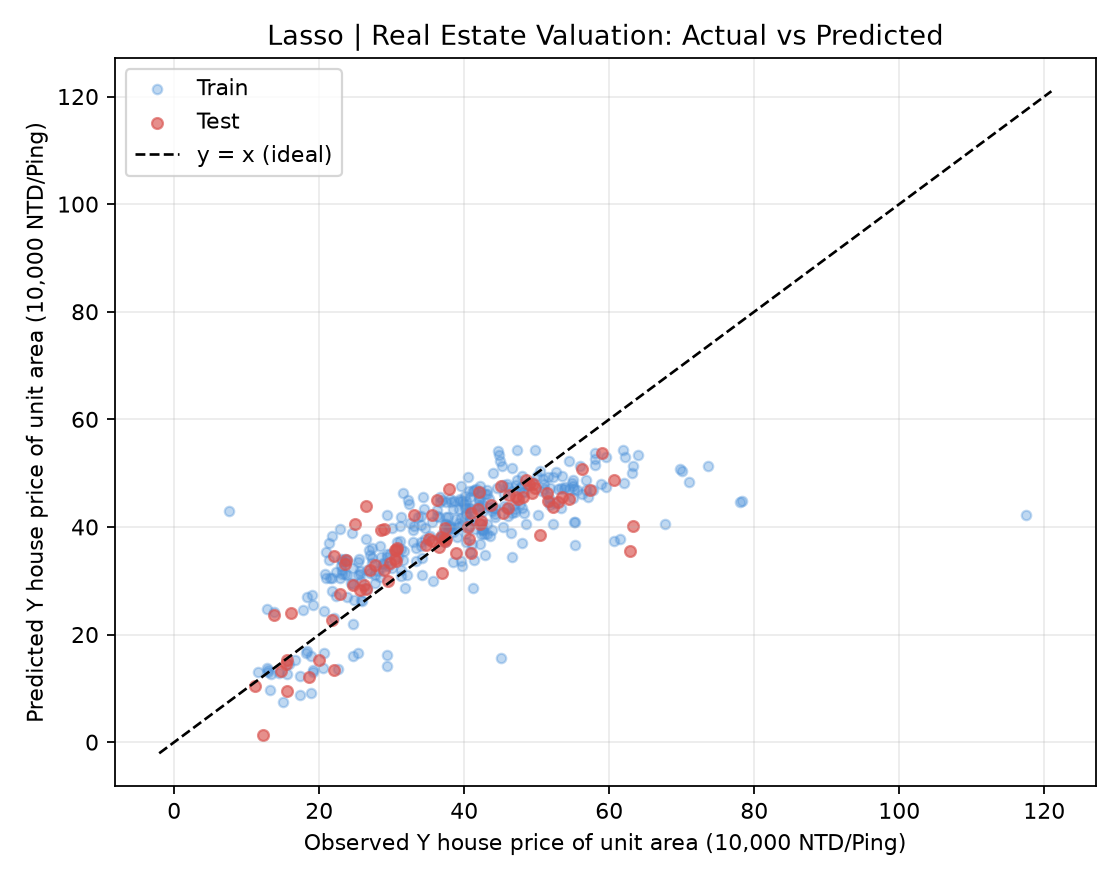 Lasso | Real Estate Valuation: Actual vs Predicted
Train
Test
y = x (ideal)
Predicted Y house price of unit area (10,000 NTD/Ping)
120
100
80
60
40
20
0
0 20 40 60 80 100 120
Observed Y house price of unit area (10,000 NTD/Ping)